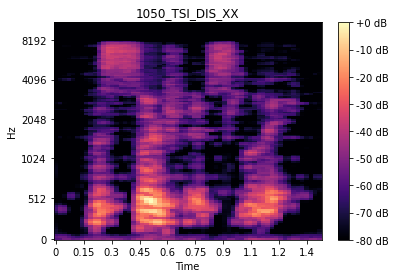 1050_TSI_DIS_XX
+0 dB
8192
-10 dB
4096
-20 dB
-30 dB
2048
Hz
-40 dB
1024
-50 dB
-60 dB
512
-70 dB
0
-80 dB
0 0.15 0.3 0.45 0.6 0.75 0.9 1.1 1.2 1.4
Time